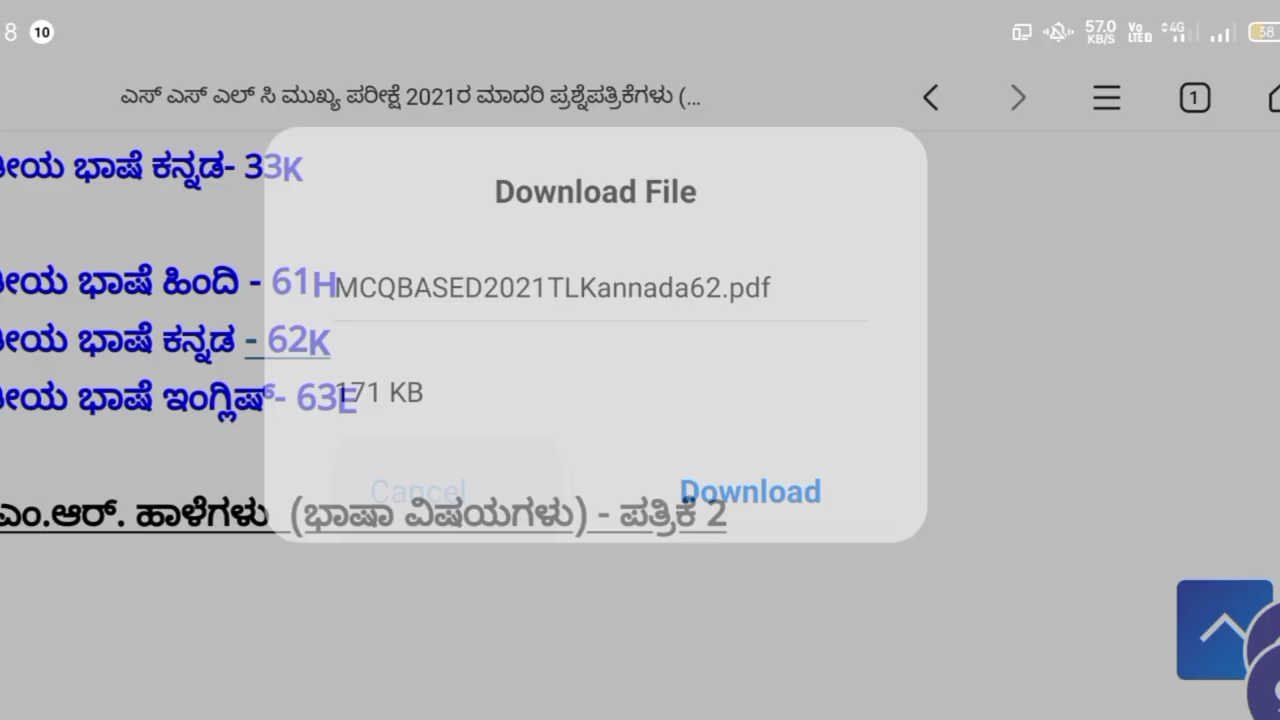 8 10 57.0 KB/S Vo LTE 4G 38
ಎಸ್ ಎಸ್ ಎಲ್ ಸಿ ಮುಖ್ಯ ಪರೀಕ್ಷೆ 2021ರ ಮಾದರಿ ಪ್ರಶ್ನೆಪತ್ರಿಕೆಗಳು (... 1
ಭಾಷೆ ಕನ್ನಡ- 33K
Download File
ಭಾಷೆ ಹಿಂದಿ - 61H
MCQBASED2021TLKannada62.pdf
ಭಾಷೆ ಕನ್ನಡ - 62K
ಭಾಷೆ ಇಂಗ್ಲಿಷ್- 63E
171 KB
Cancel Download
ಎಂ.ಆರ್. ಹಾಳೆಗಳು (ಭಾಷಾ ವಿಷಯಗಳು) - ಪತ್ರಿಕೆ 2